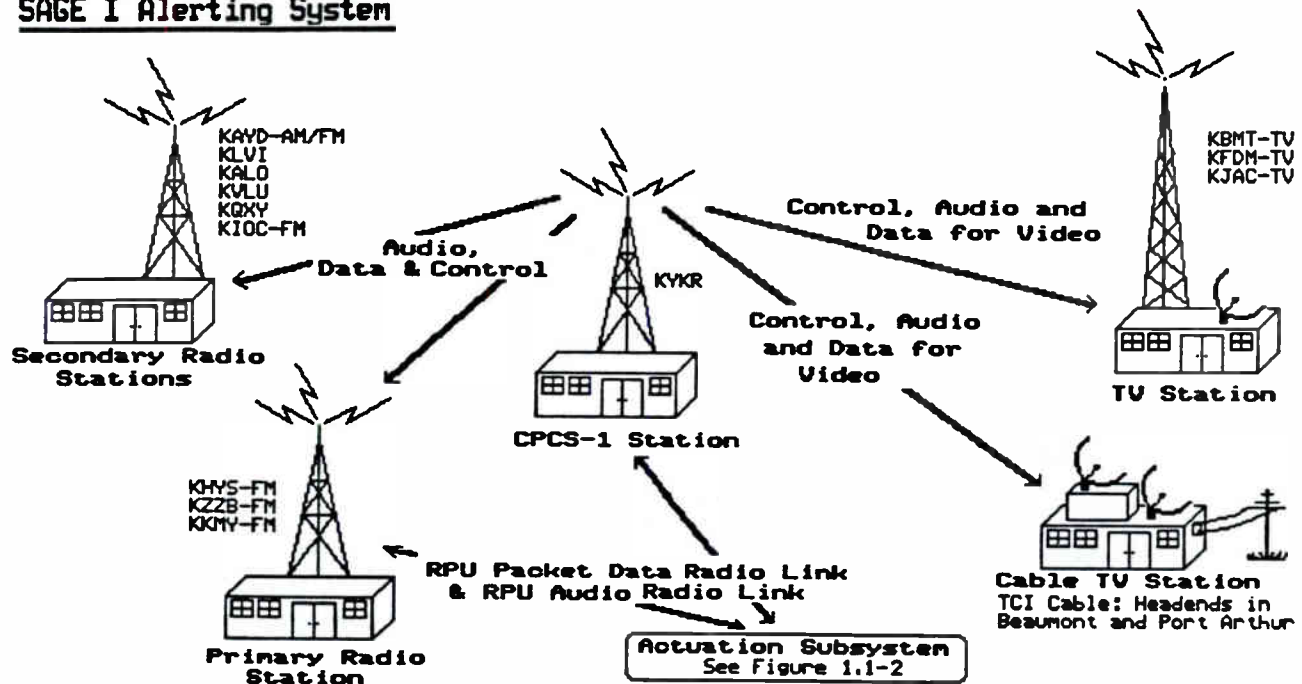 SAGE I Alerting System
KAYD-AM/FM
KLVI
KALO
KVLU
KQXY
KIOC-FM
Audio,
Data & Control
Secondary Radio
Stations
KYKR
CPCS-1 Station
Control, Audio and
Data for Video
KBMT-TV
KFDM-TV
KJAC-TV
TV Station
Control, Audio
and Data for
Video
KHYS-FM
KZZB-FM
KKMY-FM
Primary Radio
Station
RPU Packet Data Radio Link
& RPU Audio Radio Link
Actuation Subsystem
See Figure 1.1-2
Cable TV Station
TCI Cable: Headends in
Beaumont and Port Arthur